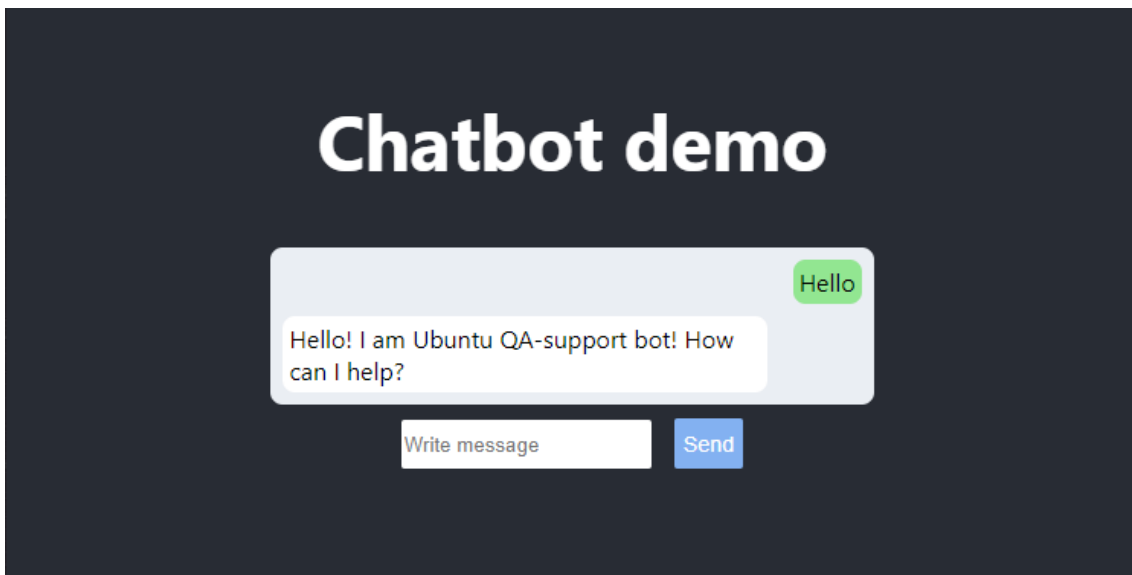 Chatbot demo
Hello
Hello! I am Ubuntu QA-support bot! How
can I help?
Write message
Send